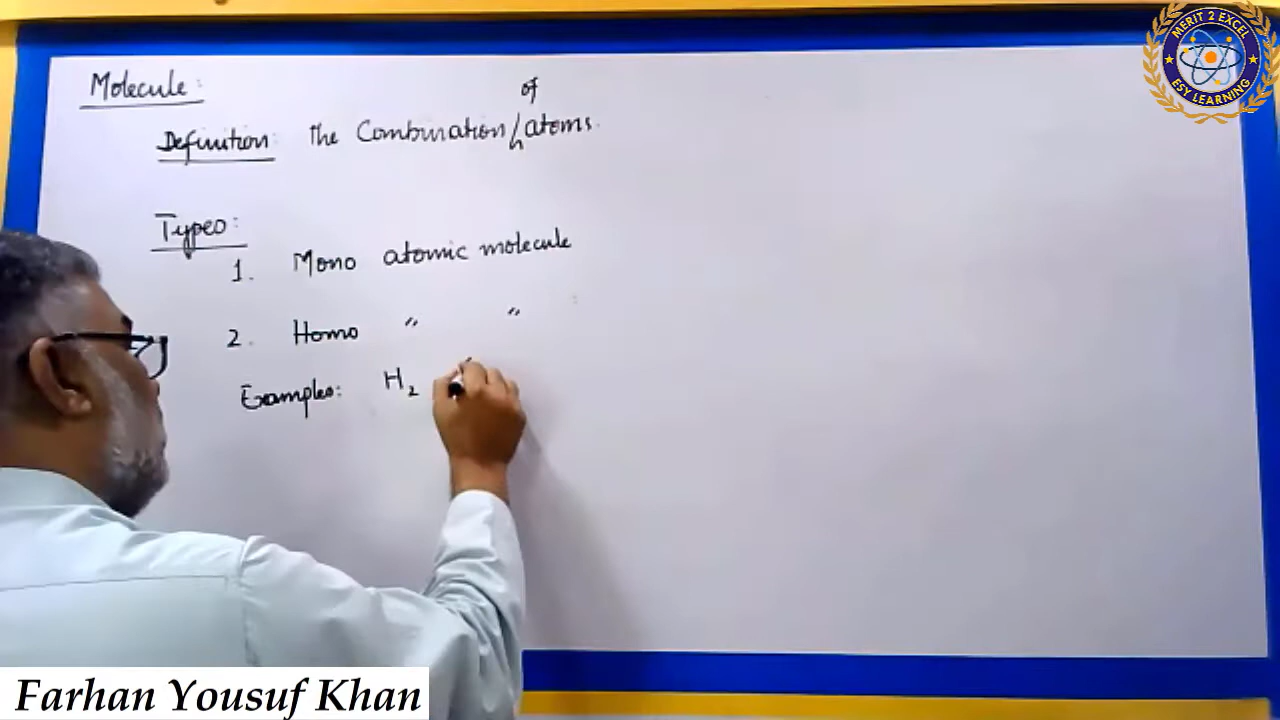 Molecule:
of
Definition: The Combination atoms.
Types:
1. Mono atomic molecule
2. Homo " "
Examples: H₂
MERIT 2 EXCEL
ESY LEARNING
Farhan Yousuf Khan